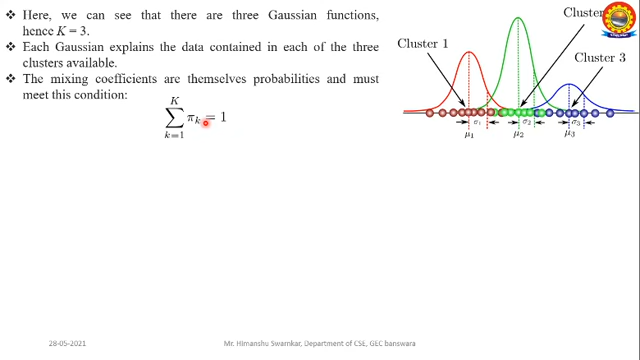 ❖ Here, we can see that there are three Gaussian functions,
hence K = 3.
❖ Each Gaussian explains the data contained in each of the three
clusters available.
❖ The mixing coefficients are themselves probabilities and must
meet this condition:
K
∑ πk = 1
k=1
Cluster
Cluster 1
Cluster 3
σ1 σ2 σ3
μ1 μ2 μ3
28-05-2021 Mr. Himanshu Swarnkar, Department of CSE, GEC banswara